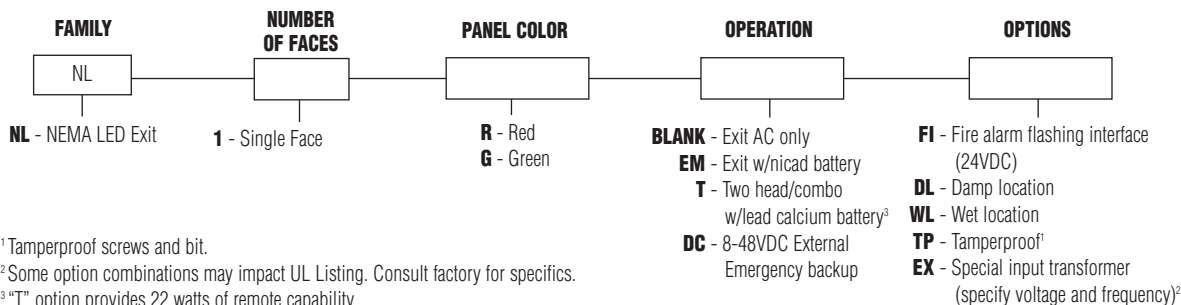 FAMILY
NUMBER
OF FACES
PANEL COLOR
OPERATION
OPTIONS
NL
NL - NEMA LED Exit
1 - Single Face
R - Red
G - Green
BLANK - Exit AC only
EM - Exit w/nicad battery
T - Two head/combo
w/lead calcium battery³
DC - 8-48VDC External
Emergency backup
FI - Fire alarm flashing interface
(24VDC)
DL - Damp location
WL - Wet location
TP - Tamperproof¹
EX - Special input transformer
(specify voltage and frequency)²
¹ Tamperproof screws and bit.
² Some option combinations may impact UL Listing. Consult factory for specifics.
³ “T” option provides 22 watts of remote capability